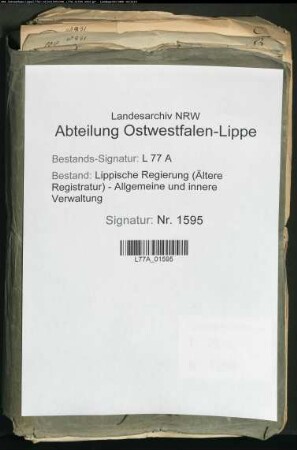 Landesarchiv NRW
Abteilung Ostwestfalen-Lippe
Bestands-Signatur: L 77 A
Bestand: Lippische Regierung (Ältere
Registratur) - Allgemeine und innere
Verwaltung
Signatur: Nr. 1595
L77A_01595